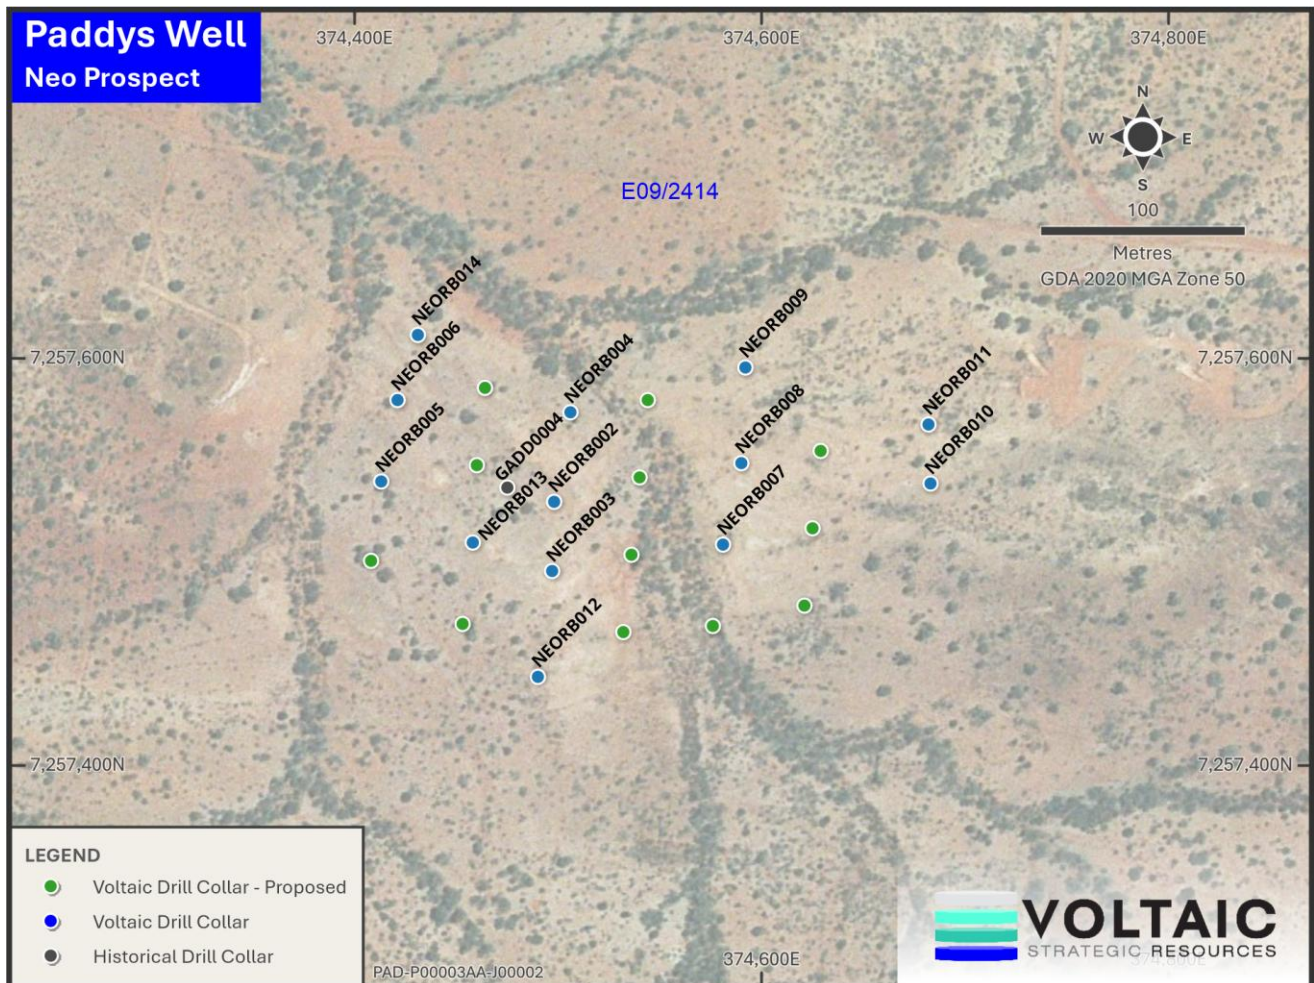 Paddys Well
Neo Prospect
374,400E
374,600E
374,800E
N
W
E
S
100
Metres
GDA 2020 MGA Zone 50
E09/2414
NEORB014
NEORB006
NEORB005
NEORB004
GADD0004
NEORB002
NEORB013
NEORB003
NEORB012
NEORB009
NEORB008
NEORB007
NEORB011
NEORB010
7,257,600N
7,257,600N
7,257,400N
7,257,400N
LEGEND
Voltaic Drill Collar - Proposed
Voltaic Drill Collar
Historical Drill Collar
PAD-P00003AA-J00002
374,600E
VOLTAIC
STRATEGIC RESOURCES
374,800E